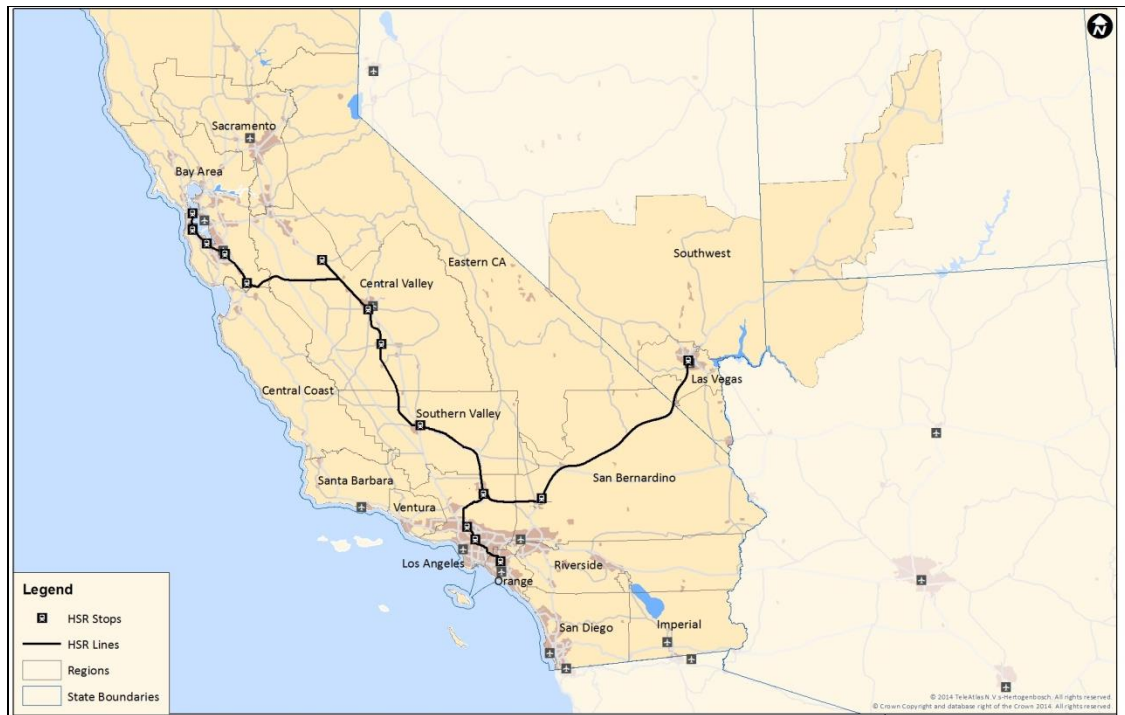 N
Sacramento
Bay Area
Southwest
Eastern CA
Central Valley
Las Vegas
Central Coast
Southern Valley
San Bernardino
Santa Barbara
Ventura
Los Angeles
Riverside
Orange
San Diego
Imperial
Legend
HSR Stops
HSR Lines
Regions
State Boundaries
© 2014 TeleAtlas N.V. s-Hertogenbosch. All rights reserved.
© Crown Copyright and database right of the Crown 2014. All rights reserved.